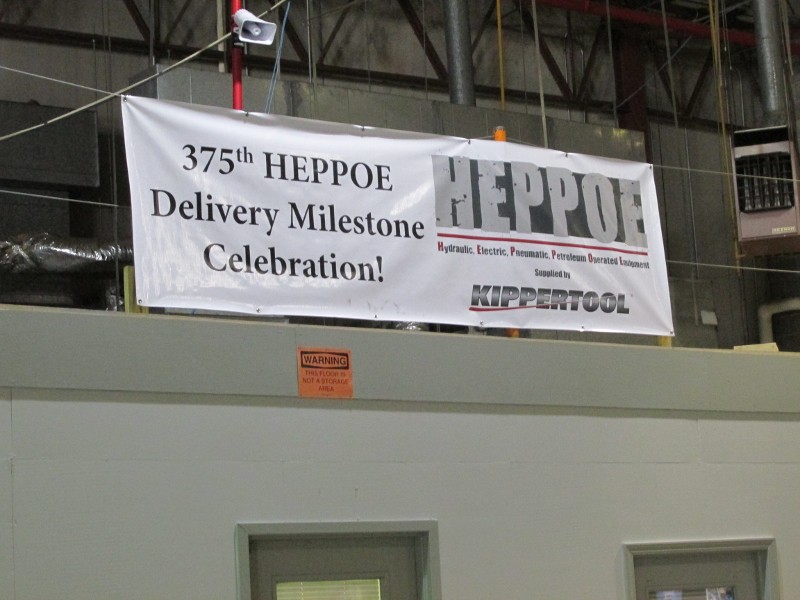 375th HEPPOE
Delivery Milestone
Celebration!
HEPPOE
Hydraulic, Electric, Pneumatic, Petroleum Operated Equipment
Supplied by
KIPPERTOOL
WARNING
THIS FLOOR IS
NOT A STORAGE
AREA